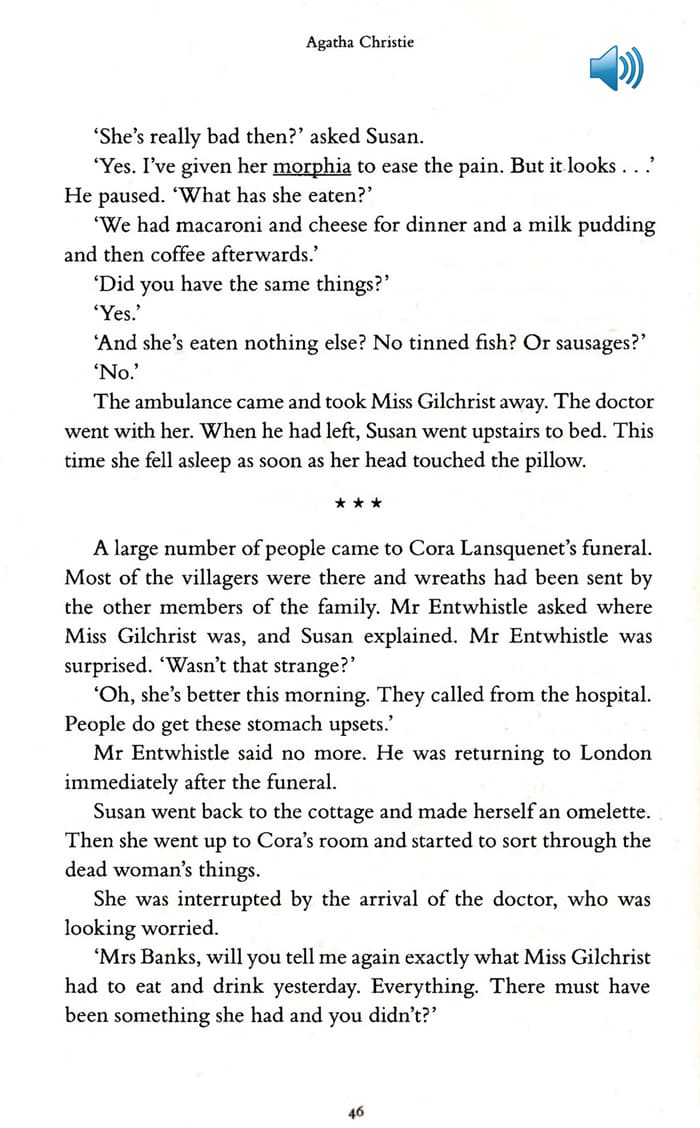 Agatha Christie
‘She’s really bad then?’ asked Susan.
‘Yes. I’ve given her morphia to ease the pain. But it looks . . .’
He paused. ‘What has she eaten?’
‘We had macaroni and cheese for dinner and a milk pudding
and then coffee afterwards.’
‘Did you have the same things?’
‘Yes.’
‘And she’s eaten nothing else? No tinned fish? Or sausages?’
‘No.’
The ambulance came and took Miss Gilchrist away. The doctor
went with her. When he had left, Susan went upstairs to bed. This
time she fell asleep as soon as her head touched the pillow.
★ ★ ★
A large number of people came to Cora Lansquenet’s funeral.
Most of the villagers were there and wreaths had been sent by
the other members of the family. Mr Entwhistle asked where
Miss Gilchrist was, and Susan explained. Mr Entwhistle was
surprised. ‘Wasn’t that strange?’
‘Oh, she’s better this morning. They called from the hospital.
People do get these stomach upsets.’
Mr Entwhistle said no more. He was returning to London
immediately after the funeral.
Susan went back to the cottage and made herself an omelette.
Then she went up to Cora’s room and started to sort through the
dead woman’s things.
She was interrupted by the arrival of the doctor, who was
looking worried.
‘Mrs Banks, will you tell me again exactly what Miss Gilchrist
had to eat and drink yesterday. Everything. There must have
been something she had and you didn’t?’
46